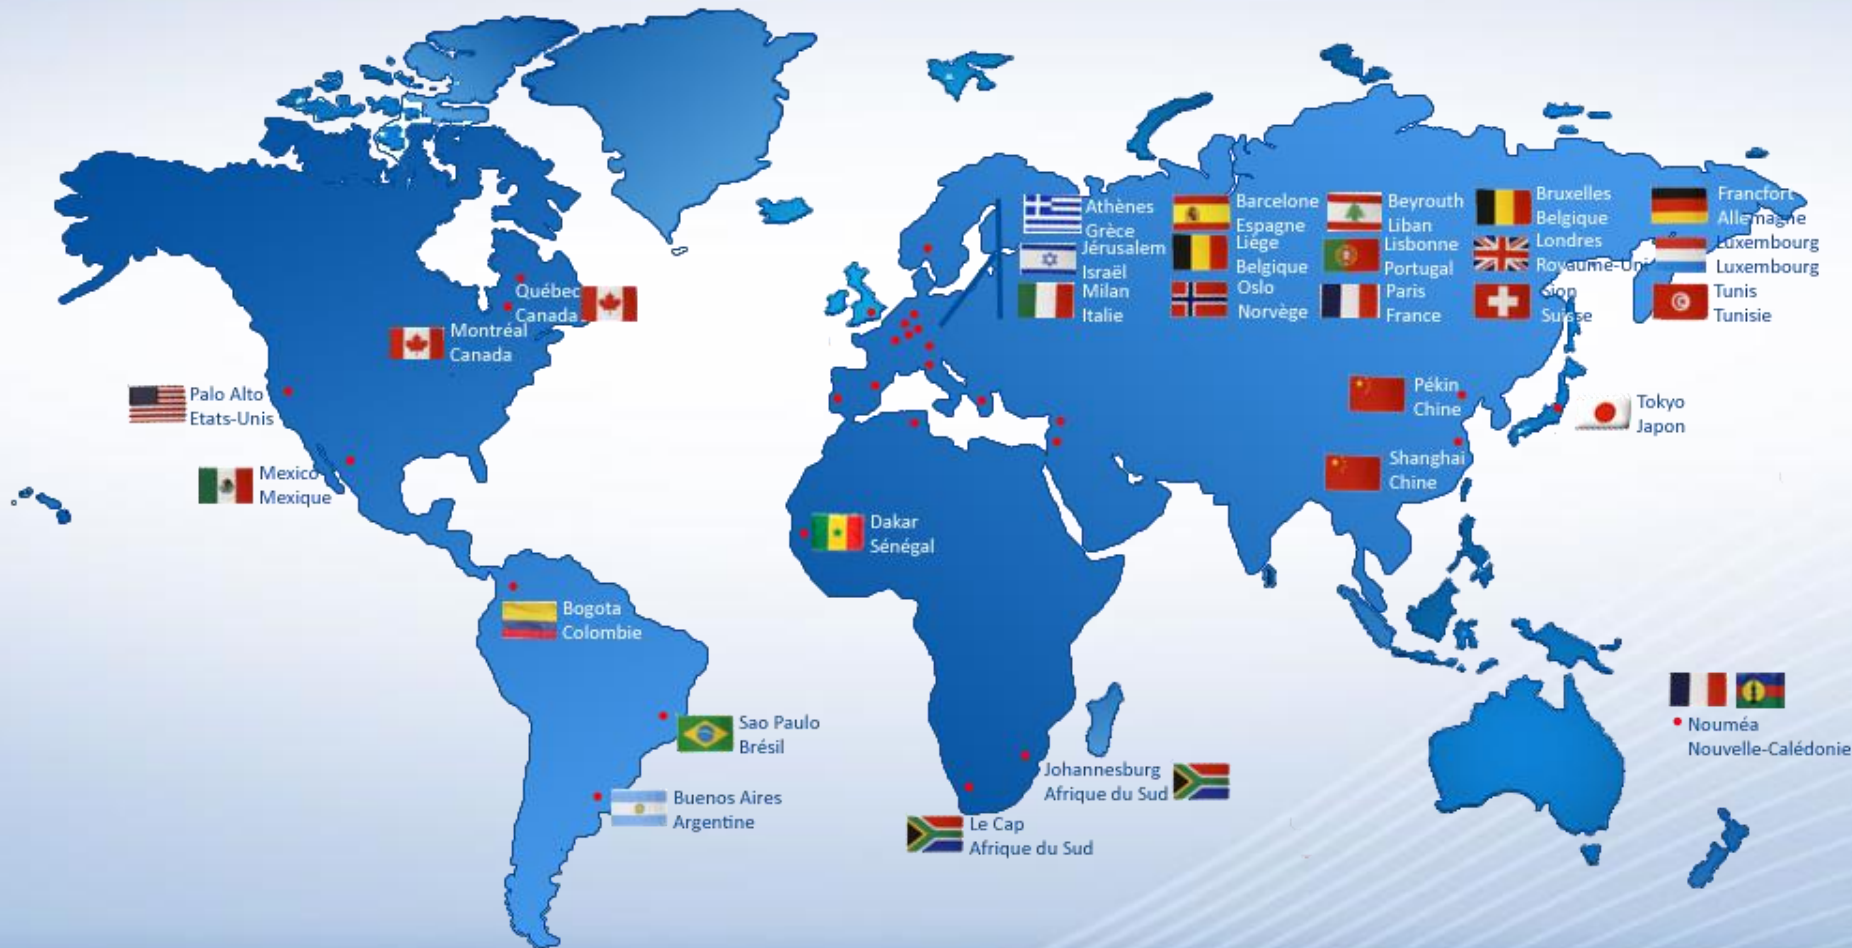 Athènes
Grèce
Barcelone
Espagne
Beyrouth
Liban
Bruxelles
Belgique
Francfort
Allemagne
Jérusalem
Israël
Liège
Belgique
Lisbonne
Portugal
Londres
Royaume-Uni
Luxembourg
Luxembourg
Milan
Italie
Oslo
Norvège
Paris
France
Sion
Suisse
Tunis
Tunisie
Québec
Canada
Montréal
Canada
Palo Alto
Etats-Unis
Pékin
Chine
Tokyo
Japon
Mexico
Mexique
Shanghai
Chine
Dakar
Sénégal
Bogota
Colombie
Sao Paulo
Brésil
Nouméa
Nouvelle-Calédonie
Johannesburg
Afrique du Sud
Buenos Aires
Argentine
Le Cap
Afrique du Sud